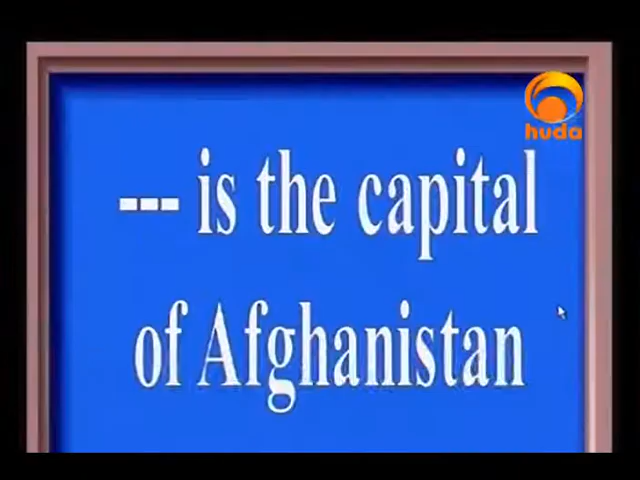 huda
--- is the capital
of Afghanistan